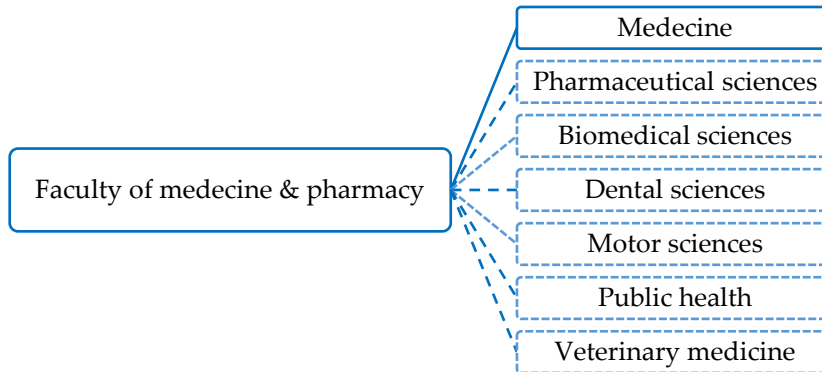 Medecine
Pharmaceutical sciences
Biomedical sciences
Faculty of medecine & pharmacy
Dental sciences
Motor sciences
Public health
Veterinary medicine